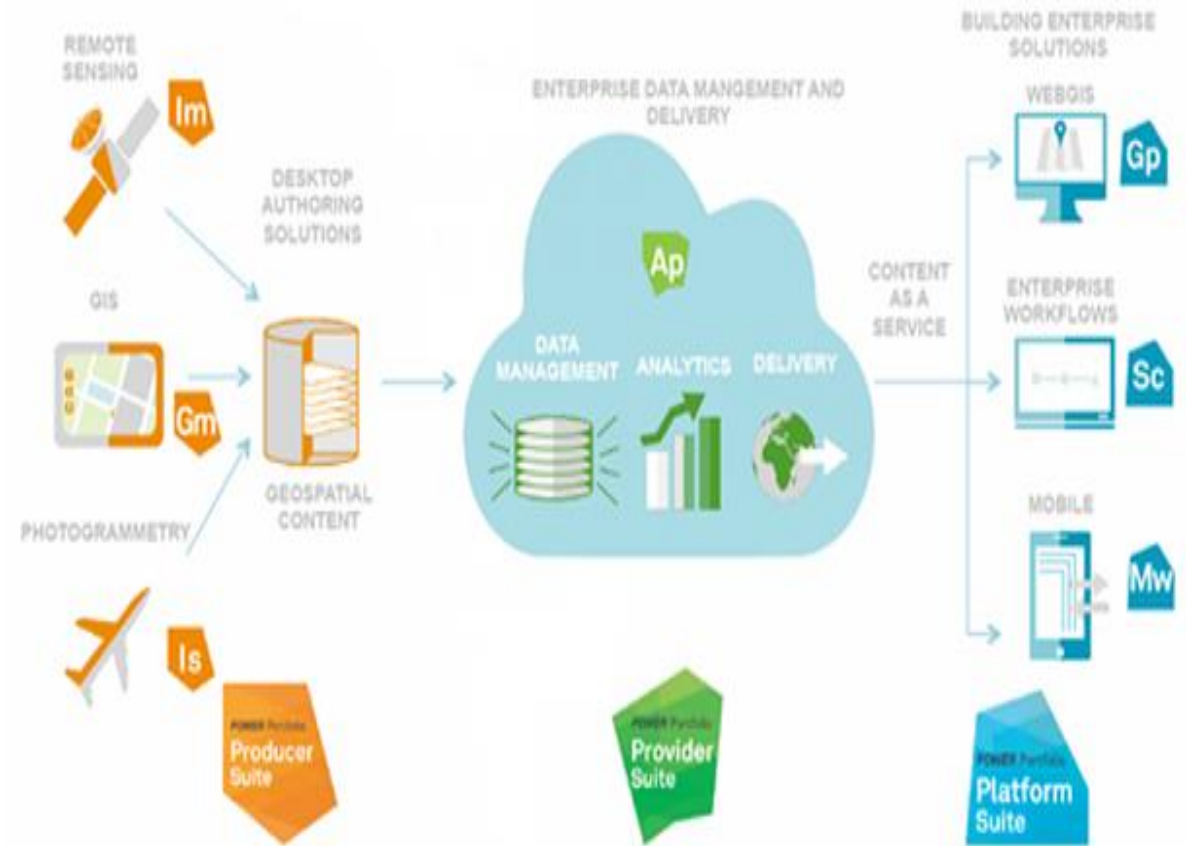 REMOTE
SENSING
Im
GIS
Gm
PHOTOGRAMMETRY
Is
DESKTOP
AUTHORING
SOLUTIONS
GEOSPATIAL
CONTENT
POWER Portfolio
Producer
Suite
ENTERPRISE DATA MANGEMENT AND
DELIVERY
Ap
DATA
MANAGEMENT
ANALYTICS
DELIVERY
POWER Portfolio
Provider
Suite
CONTENT
AS A
SERVICE
BUILDING ENTERPRISE
SOLUTIONS
WEBGIS
Gp
ENTERPRISE
WORKFLOWS
Sc
MOBILE
Mw
POWER Portfolio
Platform
Suite